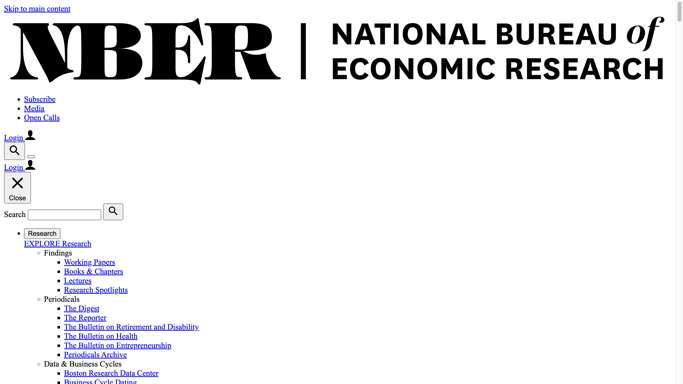 Skip to main content
NBER | NATIONAL BUREAU of
ECONOMIC RESEARCH
Subscribe
Media
Open Calls
Login
Login
Close
Search
Research
EXPLORE Research
Findings
Working Papers
Books & Chapters
Lectures
Research Spotlights
Periodicals
The Digest
The Reporter
The Bulletin on Retirement and Disability
The Bulletin on Health
The Bulletin on Entrepreneurship
Periodicals Archive
Data & Business Cycles
Boston Research Data Center
Business Cycle Dating